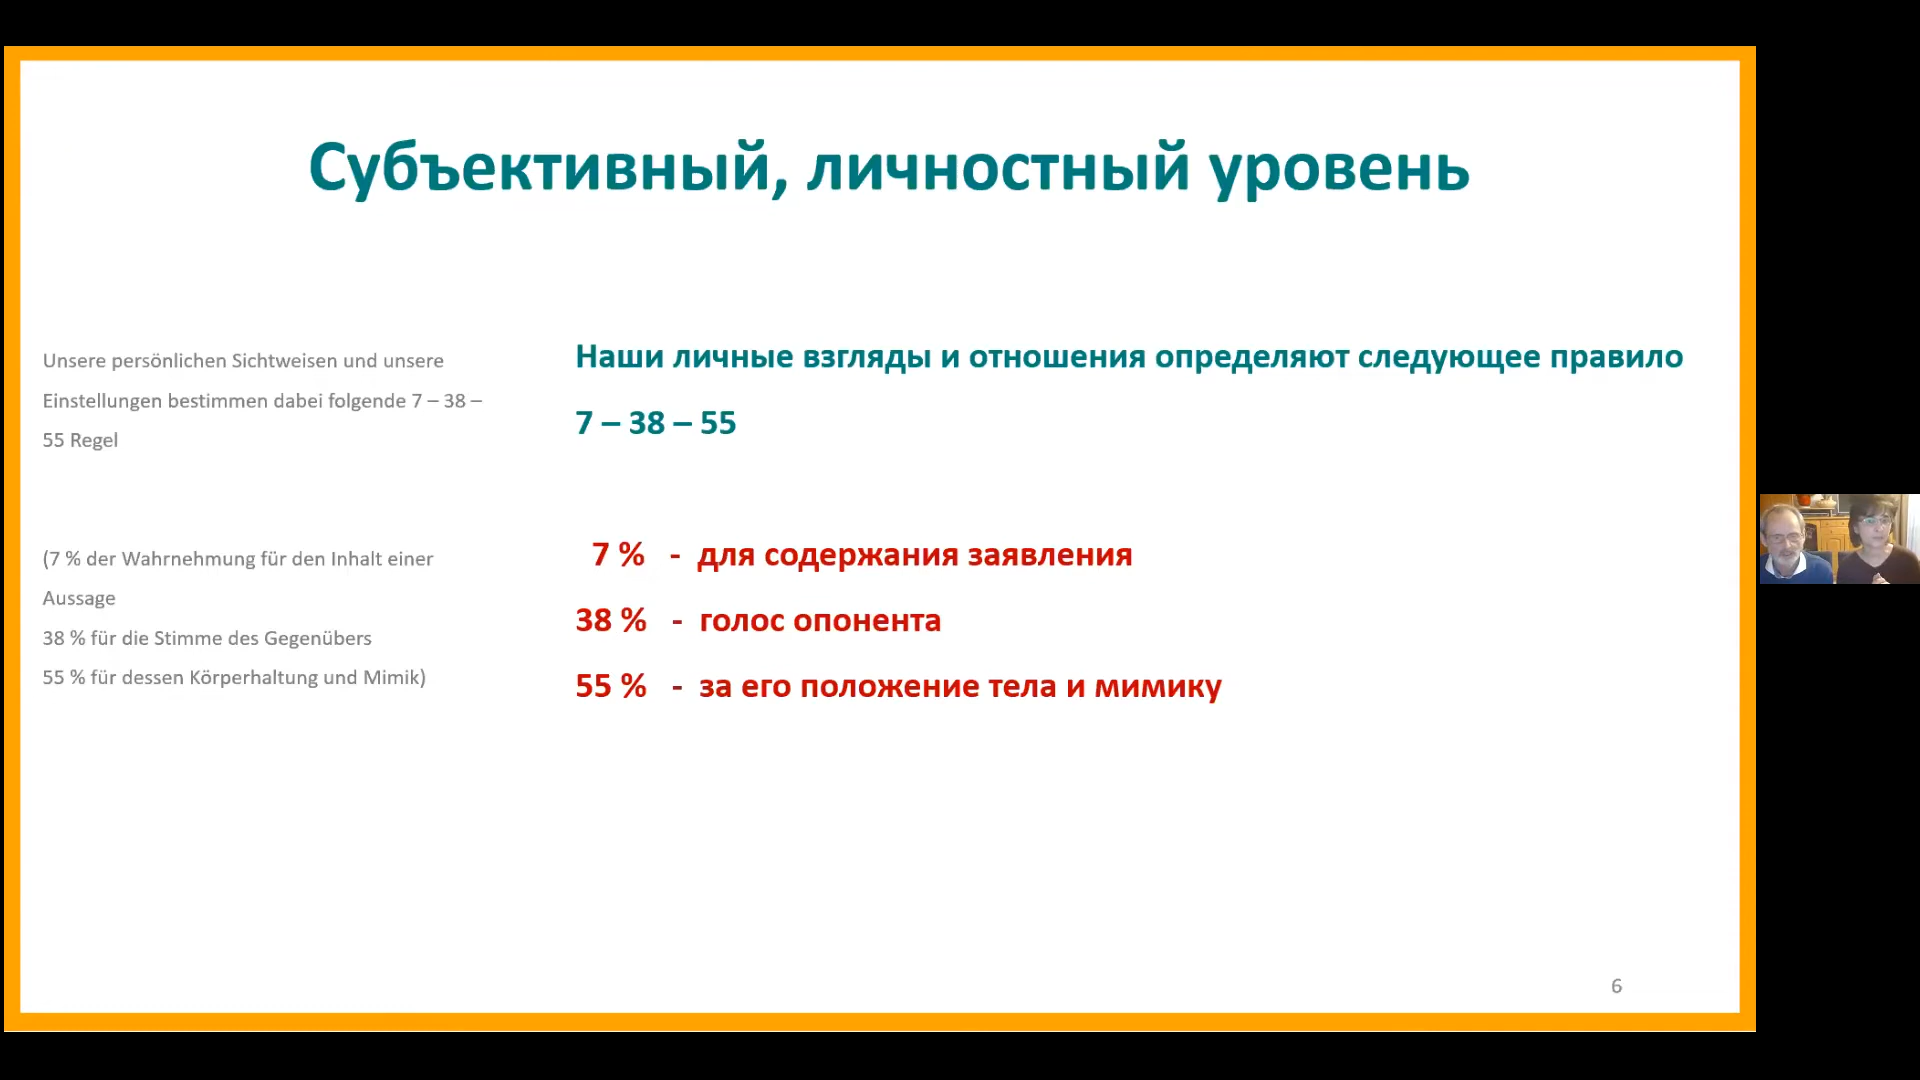 Субъективный, личностный уровень
Unsere persönlichen Sichtweisen und unsere
Einstellungen bestimmen dabei folgende 7 – 38 –
55 Regel
(7 % der Wahrnehmung für den Inhalt einer
Aussage
38 % für die Stimme des Gegenübers
55 % für dessen Körperhaltung und Mimik)
Наши личные взгляды и отношения определяют следующее правило
7 – 38 – 55
7 % - для содержания заявления
38 % - голос опонента
55 % - за его положение тела и мимику
6